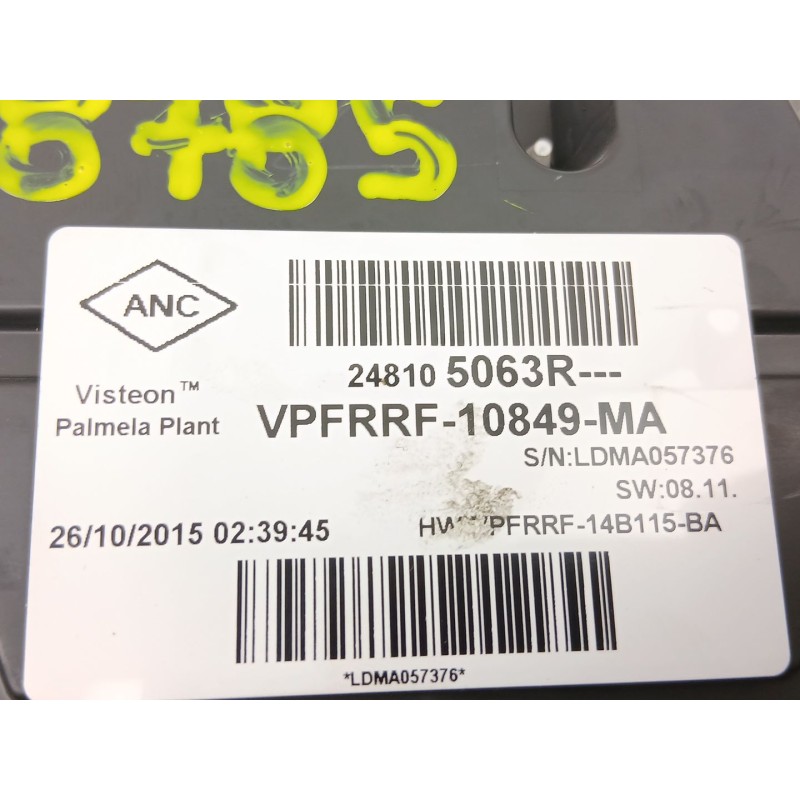 ANC
24810 5063R---
Visteon™
Palmela Plant
VPFRRF-10849-MA
S/N:LDMA057376
SW:08.11.
26/10/2015 02:39:45
PFRRF-14B115-BA
*LDMA057376*